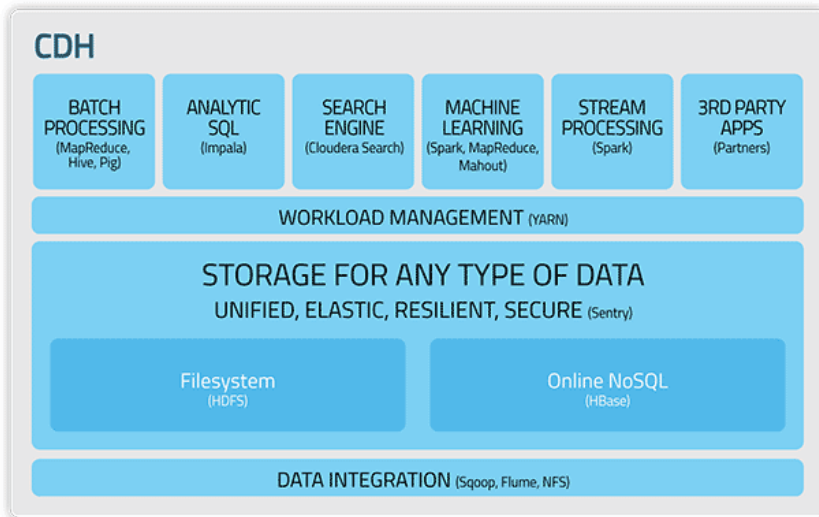 CDH
BATCH
PROCESSING
(MapReduce,
Hive, Pig)
ANALYTIC
SQL
(Impala)
SEARCH
ENGINE
(Cloudera Search)
MACHINE
LEARNING
(Spark, MapReduce,
Mahout)
STREAM
PROCESSING
(Spark)
3RD PARTY
APPS
(Partners)
WORKLOAD MANAGEMENT (YARN)
STORAGE FOR ANY TYPE OF DATA
UNIFIED, ELASTIC, RESILIENT, SECURE (Sentry)
Filesystem
(HDFS)
Online NoSQL
(HBase)
DATA INTEGRATION (Sqoop, Flume, NFS)